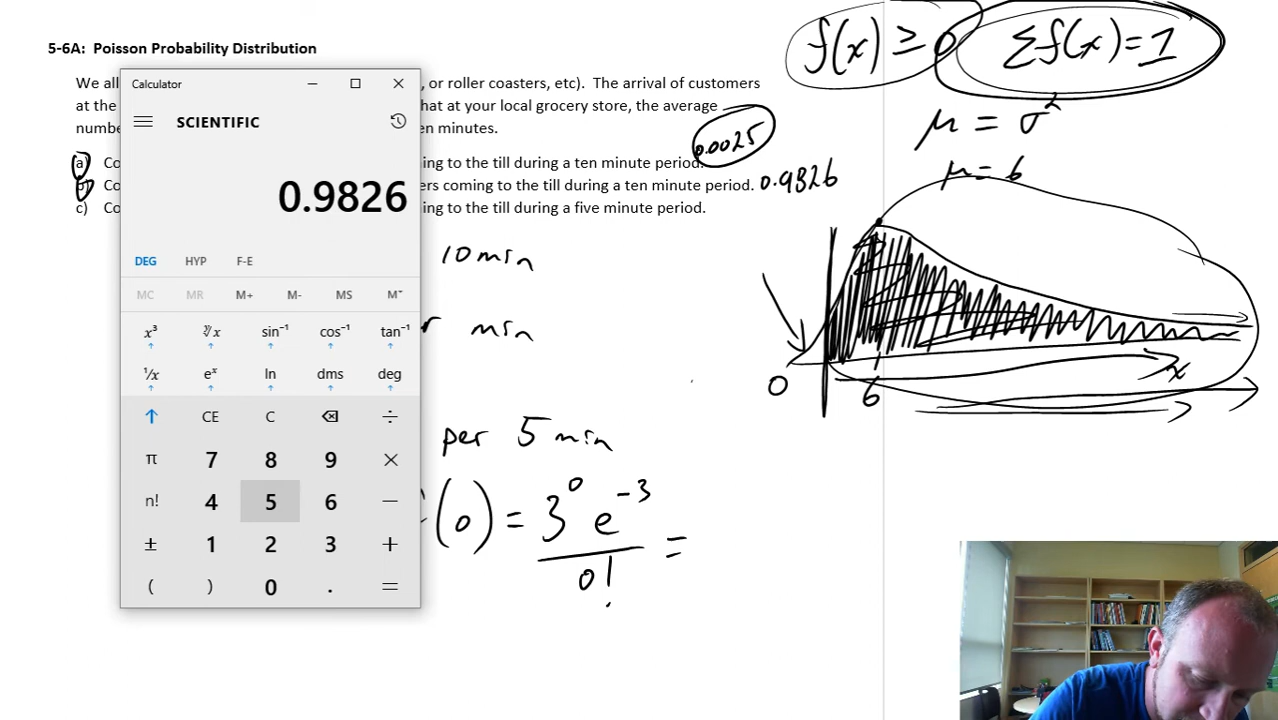 5-6A: Poisson Probability Distribution
We all
, or roller coasters, etc). The arrival of customers
at the
hat at your local grocery store, the average
numbe
en minutes.
0.0025
a) Co
ing to the till during a ten minute period.
b) Co
ers coming to the till during a ten minute period. 0.9826
c) Co
ing to the till during a five minute period.
Calculator
SCIENTIFIC
0.9826
DEG HYP F-E
MC MR M+ M- MS M˅
x³ ʸ√x sin⁻¹ cos⁻¹ tan⁻¹
¹/x eˣ ln dms deg
↑ CE C ⌫ ÷
π 7 8 9 ×
n! 4 5 6 −
± 1 2 3 +
( ) 0 . =
10 min
r min
per 5 min
(0) = 3⁰ e⁻³ / 0! =
f(x) ≥ 0
Σf(x) = 1
μ = σ²
μ = 6
0 6 x